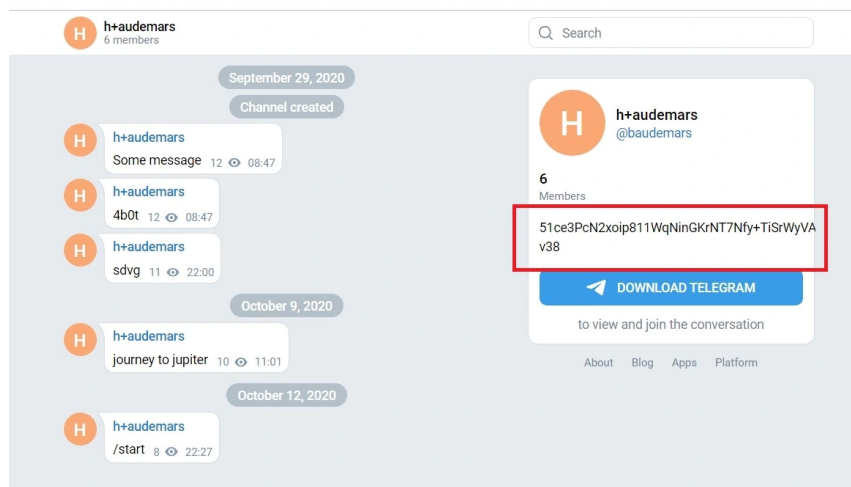 h+audemars
6 members
Search
September 29, 2020
Channel created
H
h+audemars
Some message 12 08:47
h+audemars
4b0t 12 08:47
h+audemars
sdvg 11 22:00
October 9, 2020
h+audemars
journey to jupiter 10 11:01
October 12, 2020
h+audemars
/start 8 22:27
H
h+audemars
@baudemars
6
Members
51ce3PcN2xoip811WqNinGKrNT7Nfy+TiSrWyVA
v38
DOWNLOAD TELEGRAM
to view and join the conversation
About Blog Apps Platform